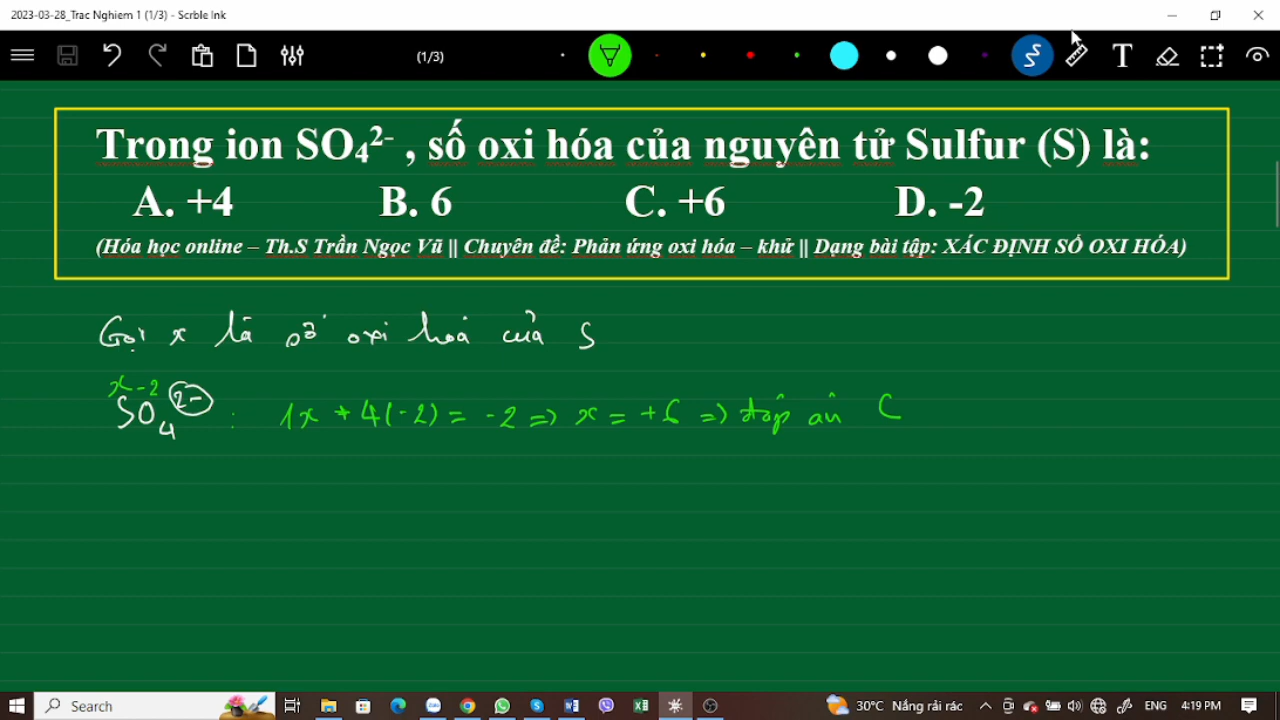 2023-03-28_Trac Nghiem 1 (1/3) - Scrble Ink
(1/3)
T
Trong ion SO₄²⁻ , số oxi hóa của nguyên tử Sulfur (S) là:
A. +4 B. 6 C. +6 D. -2
(Hóa học online – Th.S Trần Ngọc Vũ || Chuyên đề: Phản ứng oxi hóa – khử || Dạng bài tập: XÁC ĐỊNH SỐ OXI HÓA)
Gọi x là số oxi hoá của S
x -2
SO₄²⁻ : 1x + 4(-2) = -2 => x = +6 => đáp án C
Search
30°C Nắng rải rác
ENG 4:19 PM